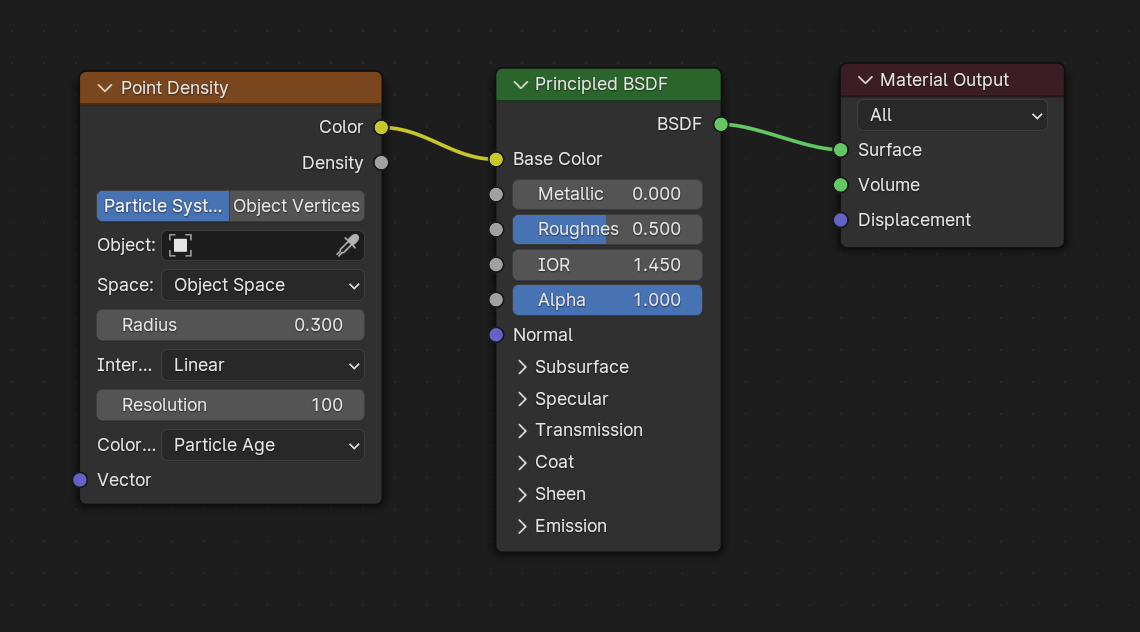 Point Density
Color
Density
Particle Syst... Object Vertices
Object:
Space: Object Space
Radius 0.300
Inter... Linear
Resolution 100
Color... Particle Age
Vector
Principled BSDF
BSDF
Base Color
Metallic 0.000
Roughnes 0.500
IOR 1.450
Alpha 1.000
Normal
Subsurface
Specular
Transmission
Coat
Sheen
Emission
Material Output
All
Surface
Volume
Displacement